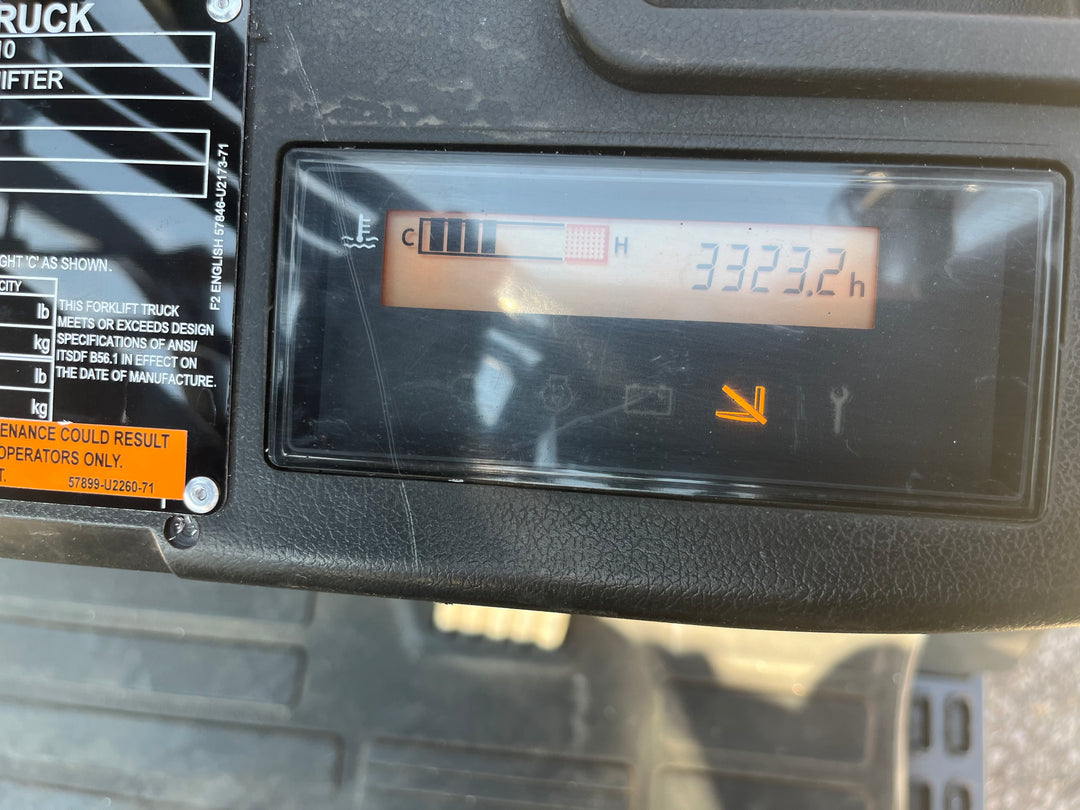 RUCK
10
IFTER
F2 ENGLISH 57846-U2173-71
GHT 'C' AS SHOWN.
CITY
lb
kg
lb
kg
THIS FORKLIFT TRUCK
MEETS OR EXCEEDS DESIGN
SPECIFICATIONS OF ANSI/
ITSDF B56.1 IN EFFECT ON
THE DATE OF MANUFACTURE.
ENANCE COULD RESULT
OPERATORS ONLY.
T.
57899-U2260-71
C H
3323.2h